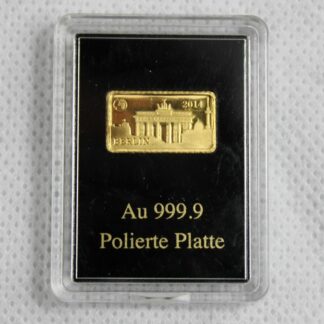 2014
BERLIN
Au 999.9
Polierte Platte